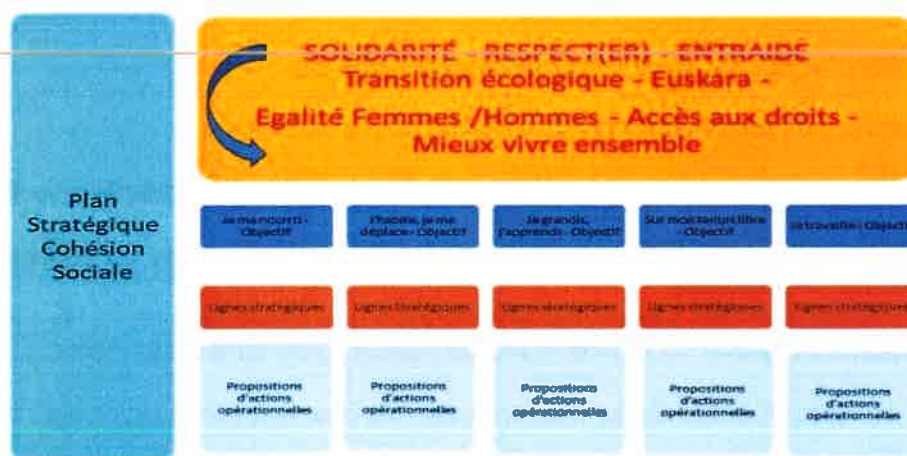 Plan
Stratégique
Cohésion
Sociale
SOLIDARITÉ - RESPECT(ER) - ENTRAIDE
Transition écologique - Euskara -
Egalité Femmes /Hommes - Accès aux droits -
Mieux vivre ensemble
Je me nourris -
Objectif
J'habite, je me
déplace - Objectif
Je grandis,
j'apprends - Objectif
Sur mon temps libre
- Objectif
Je travaille - Objectif
Lignes stratégiques
Lignes Stratégiques
Lignes stratégiques
Lignes stratégiques
Lignes stratégiques
Propositions
d'actions
opérationnelles
Propositions
d'actions
opérationnelles
Propositions
d'actions
opérationnelles
Propositions
d'actions
opérationnelles
Propositions
d'actions
opérationnelles